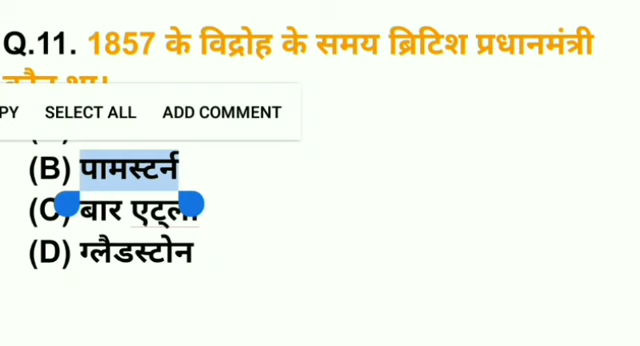 Q.11. 1857 के विद्रोह के समय ब्रिटिश प्रधानमंत्री
कौन था।
PY SELECT ALL ADD COMMENT
(B) पामस्टर्न
(C) बार एट्ली
(D) ग्लैडस्टोन